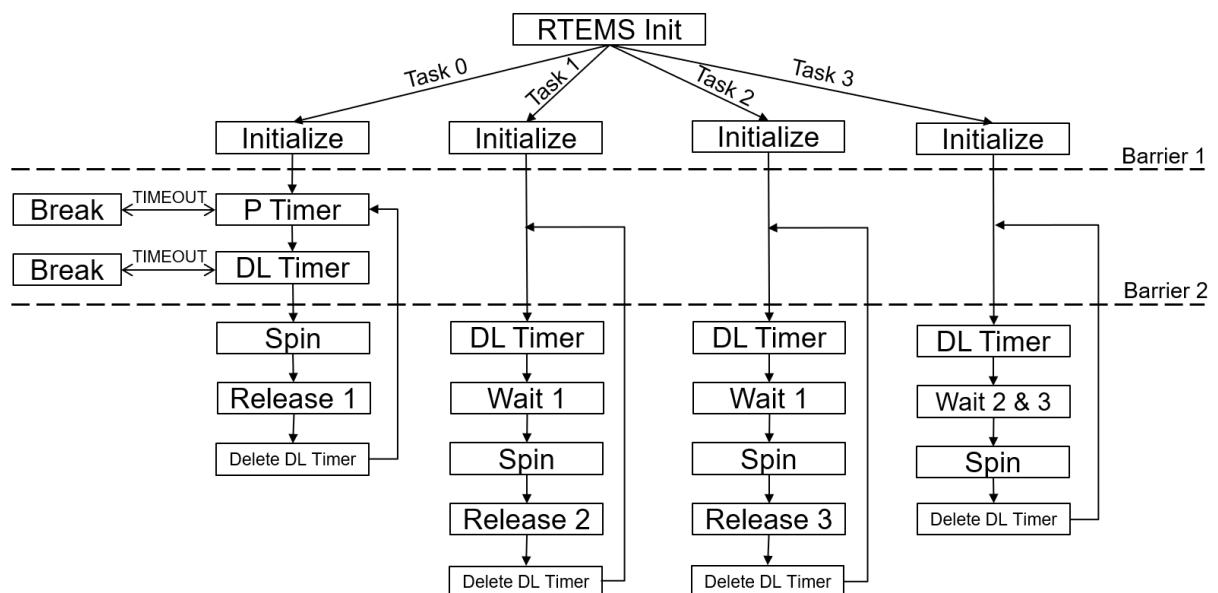 RTEMS Init
Task 0
Task 1
Task 2
Task 3
Initialize
Initialize
Initialize
Initialize
Barrier 1
Break
TIMEOUT
P Timer
Break
TIMEOUT
DL Timer
Barrier 2
Spin
DL Timer
DL Timer
DL Timer
Release 1
Wait 1
Wait 1
Wait 2 & 3
Delete DL Timer
Spin
Spin
Spin
Release 2
Release 3
Delete DL Timer
Delete DL Timer
Delete DL Timer